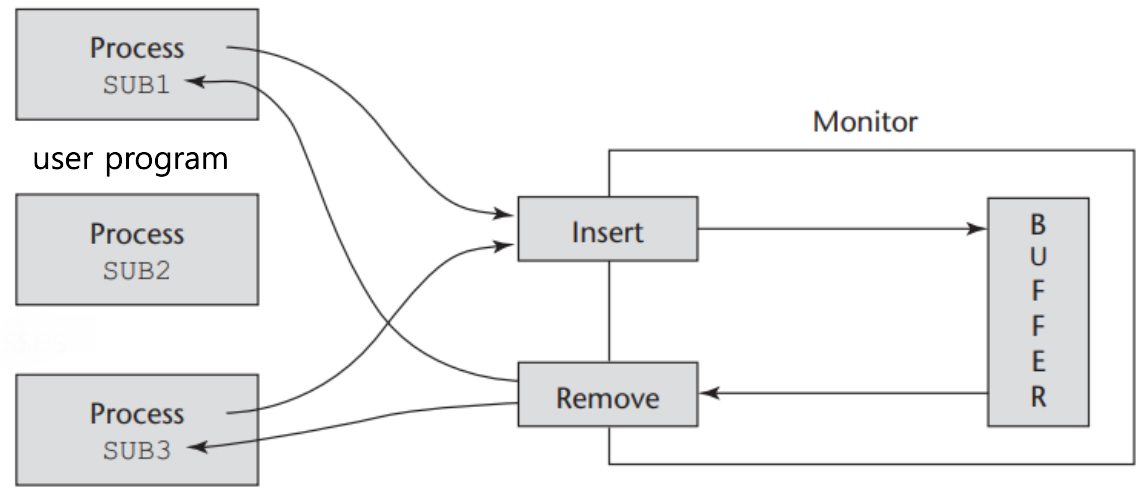 Process
SUB1
user program
Process
SUB2
Process
SUB3
Monitor
Insert
Remove
B
U
F
F
E
R